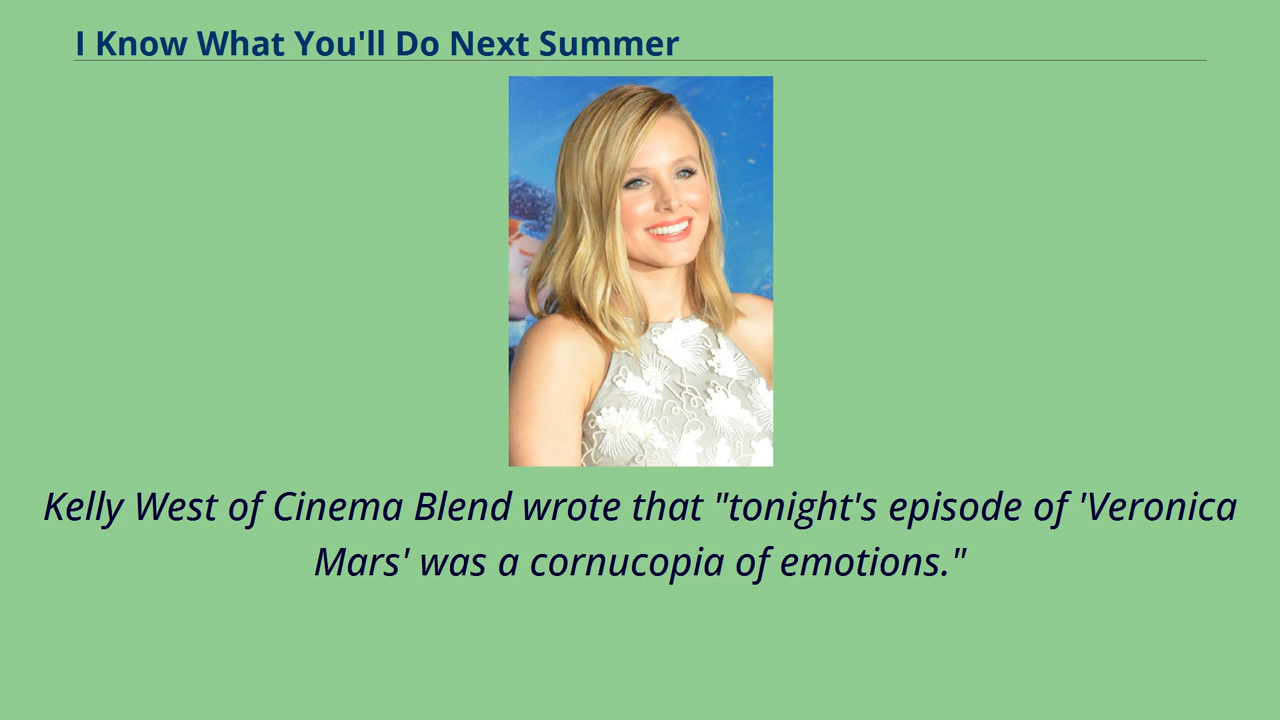 I Know What You'll Do Next Summer
Kelly West of Cinema Blend wrote that "tonight's episode of 'Veronica
Mars' was a cornucopia of emotions."